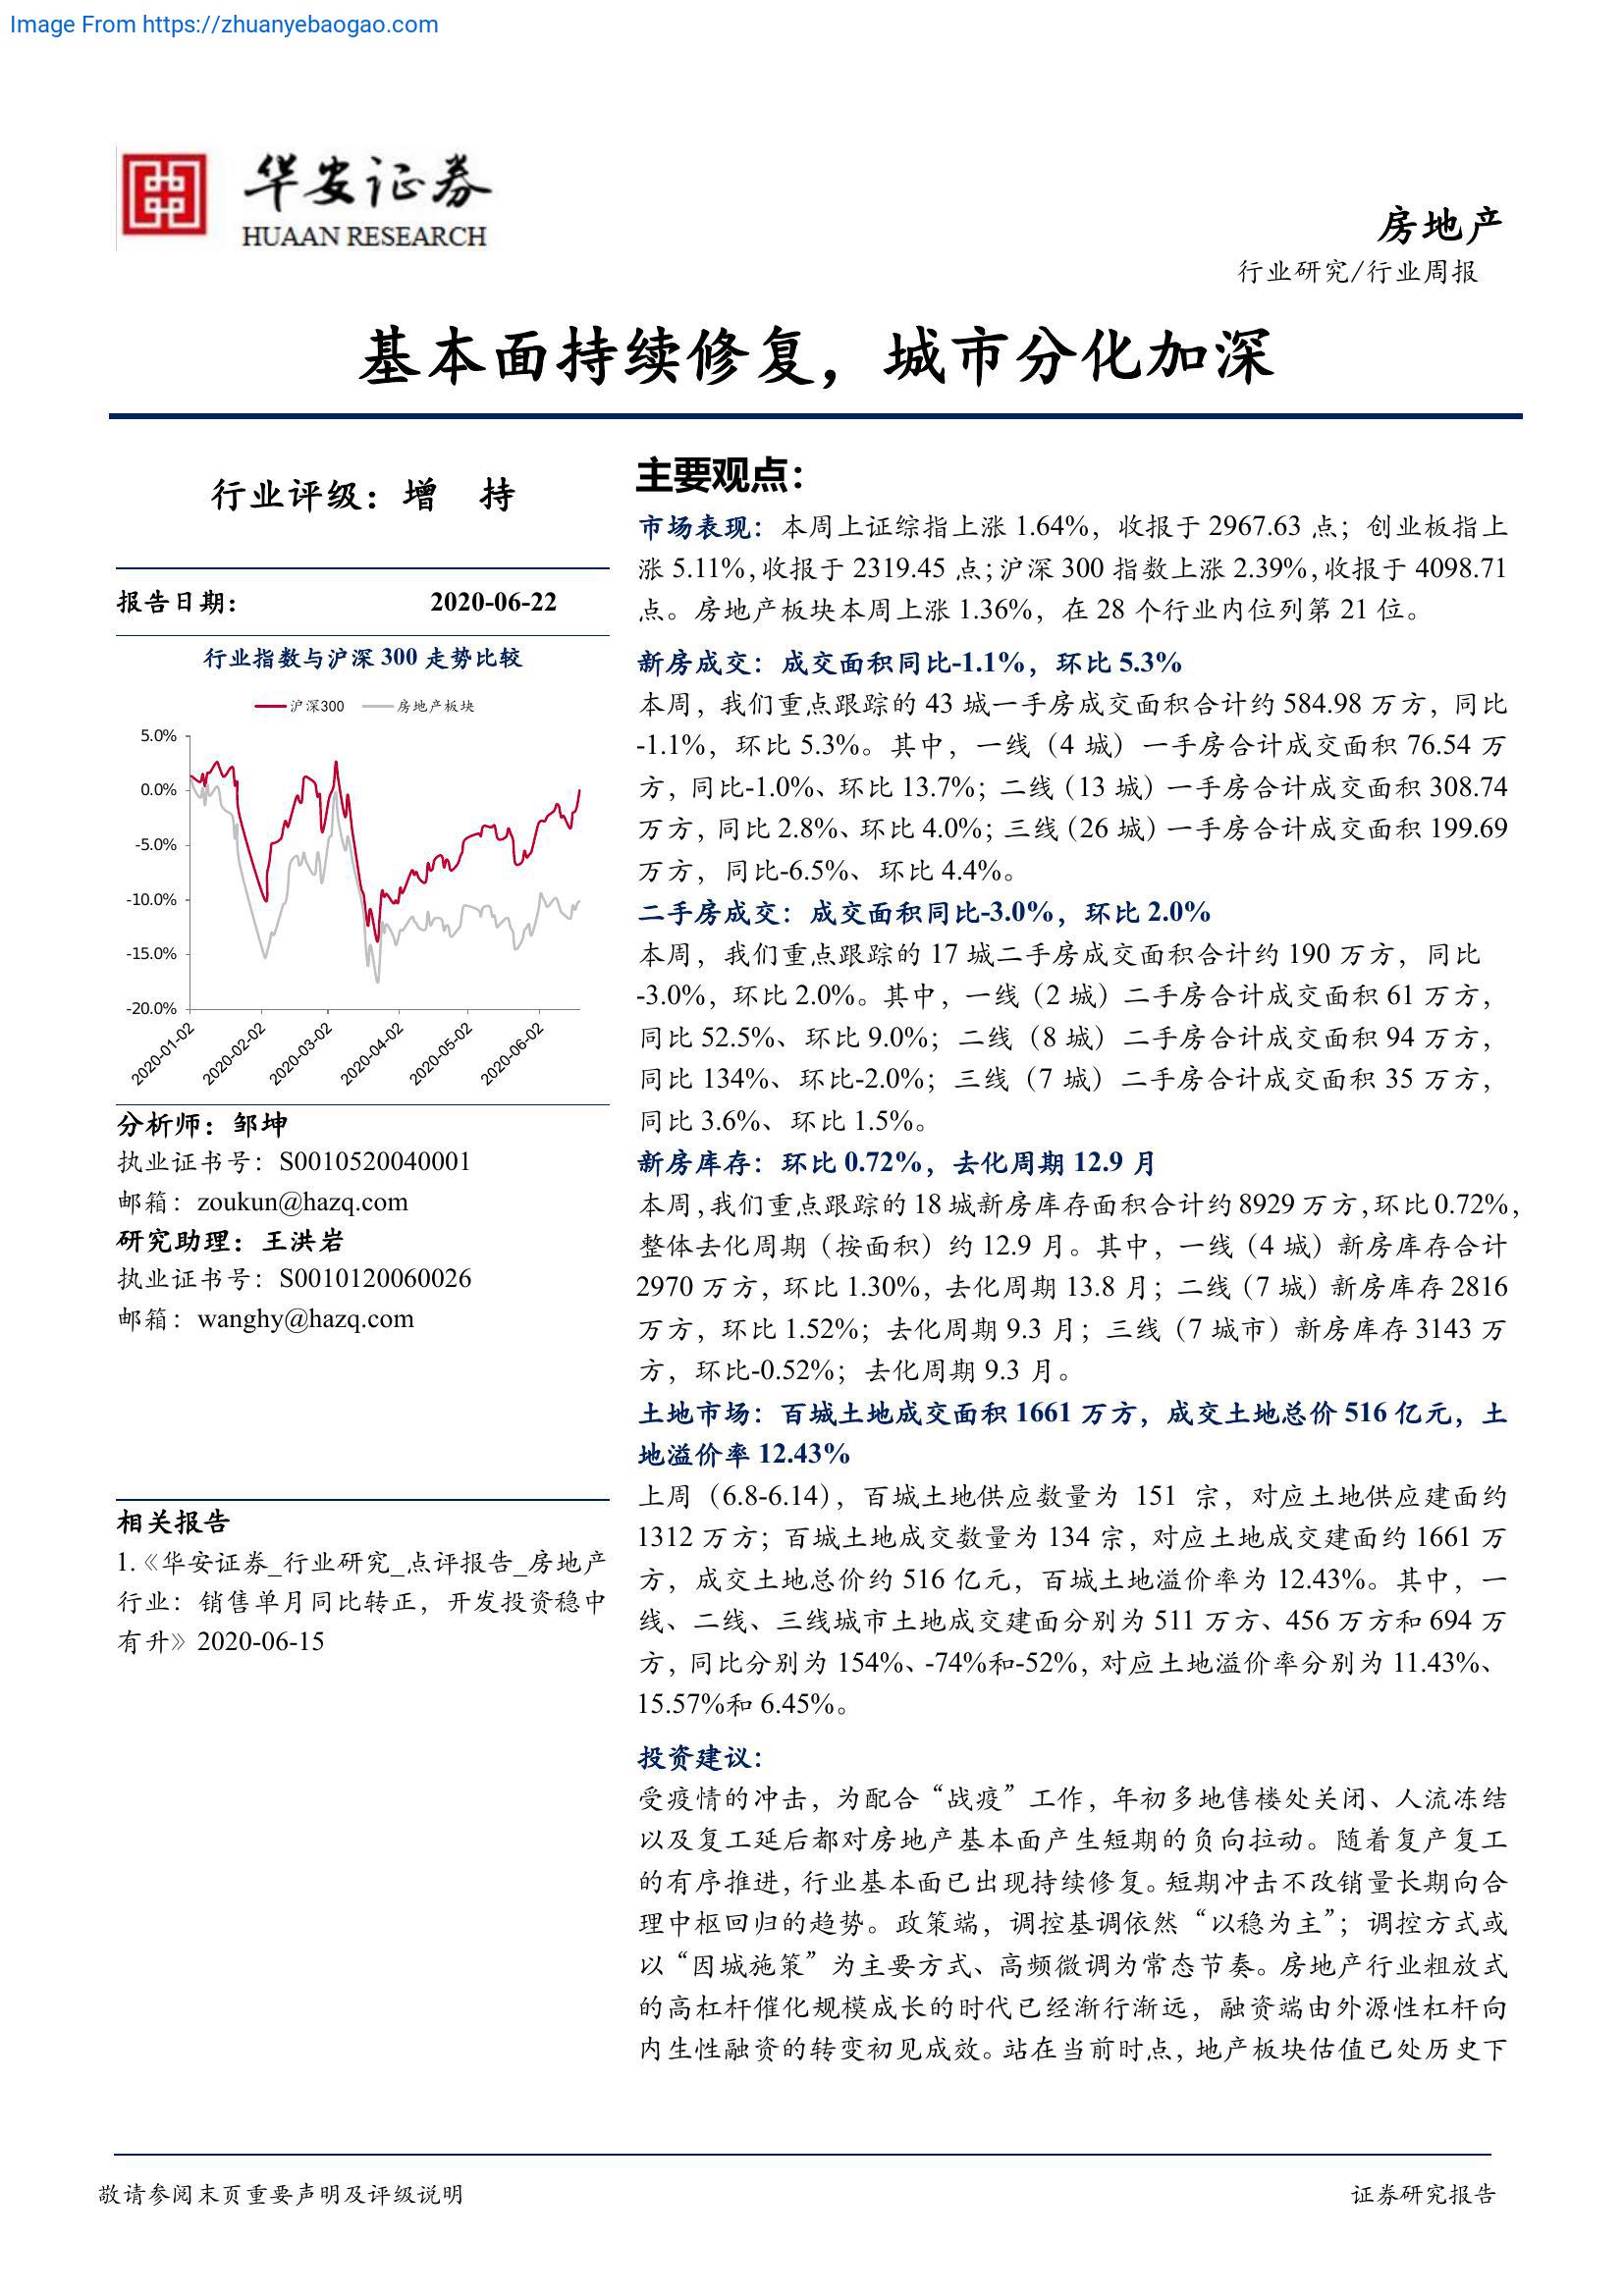 Image From https://zhuanyebaogao.com
华安证券
HUAAN RESEARCH
房地产
行业研究/行业周报
基本面持续修复，城市分化加深
行业评级：增 持
报告日期： 2020-06-22
行业指数与沪深 300 走势比较
沪深300 房地产板块
5.0%
0.0%
-5.0%
-10.0%
-15.0%
-20.0%
2020-01-02 2020-02-02 2020-03-02 2020-04-02 2020-05-02 2020-06-02
分析师：邹坤
执业证书号：S0010520040001
邮箱：zoukun@hazq.com
研究助理：王洪岩
执业证书号：S0010120060026
邮箱：wanghy@hazq.com
相关报告
1.《华安证券_行业研究_点评报告_房地产
行业：销售单月同比转正，开发投资稳中
有升》2020-06-15
主要观点：
市场表现：本周上证综指上涨 1.64%，收报于 2967.63 点；创业板指上
涨 5.11%，收报于 2319.45 点；沪深 300 指数上涨 2.39%，收报于 4098.71
点。房地产板块本周上涨 1.36%，在 28 个行业内位列第 21 位。
新房成交：成交面积同比-1.1%，环比 5.3%
本周，我们重点跟踪的 43 城一手房成交面积合计约 584.98 万方，同比
-1.1%，环比 5.3%。其中，一线（4 城）一手房合计成交面积 76.54 万
方，同比-1.0%、环比 13.7%；二线（13 城）一手房合计成交面积 308.74
万方，同比 2.8%、环比 4.0%；三线（26 城）一手房合计成交面积 199.69
万方，同比-6.5%、环比 4.4%。
二手房成交：成交面积同比-3.0%，环比 2.0%
本周，我们重点跟踪的 17 城二手房成交面积合计约 190 万方，同比
-3.0%，环比 2.0%。其中，一线（2 城）二手房合计成交面积 61 万方，
同比 52.5%、环比 9.0%；二线（8 城）二手房合计成交面积 94 万方，
同比 134%、环比-2.0%；三线（7 城）二手房合计成交面积 35 万方，
同比 3.6%、环比 1.5%。
新房库存：环比 0.72%，去化周期 12.9 月
本周，我们重点跟踪的 18 城新房库存面积合计约 8929 万方，环比 0.72%，
整体去化周期（按面积）约 12.9 月。其中，一线（4 城）新房库存合计
2970 万方，环比 1.30%，去化周期 13.8 月；二线（7 城）新房库存 2816
万方，环比 1.52%；去化周期 9.3 月；三线（7 城市）新房库存 3143 万
方，环比-0.52%；去化周期 9.3 月。
土地市场：百城土地成交面积 1661 万方，成交土地总价 516 亿元，土
地溢价率 12.43%
上周（6.8-6.14），百城土地供应数量为 151 宗，对应土地供应建面约
1312 万方；百城土地成交数量为 134 宗，对应土地成交建面约 1661 万
方，成交土地总价约 516 亿元，百城土地溢价率为 12.43%。其中，一
线、二线、三线城市土地成交建面分别为 511 万方、456 万方和 694 万
方，同比分别为 154%、-74%和-52%，对应土地溢价率分别为 11.43%、
15.57%和 6.45%。
投资建议：
受疫情的冲击，为配合“战疫”工作，年初多地售楼处关闭、人流冻结
以及复工延后都对房地产基本面产生短期的负向拉动。随着复产复工
的有序推进，行业基本面已出现持续修复。短期冲击不改销量长期向合
理中枢回归的趋势。政策端，调控基调依然“以稳为主”；调控方式或
以“因城施策”为主要方式、高频微调为常态节奏。房地产行业粗放式
的高杠杆催化规模成长的时代已经渐行渐远，融资端由外源性杠杆向
内生性融资的转变初见成效。站在当前时点，地产板块估值已处历史下
敬请参阅末页重要声明及评级说明 证券研究报告